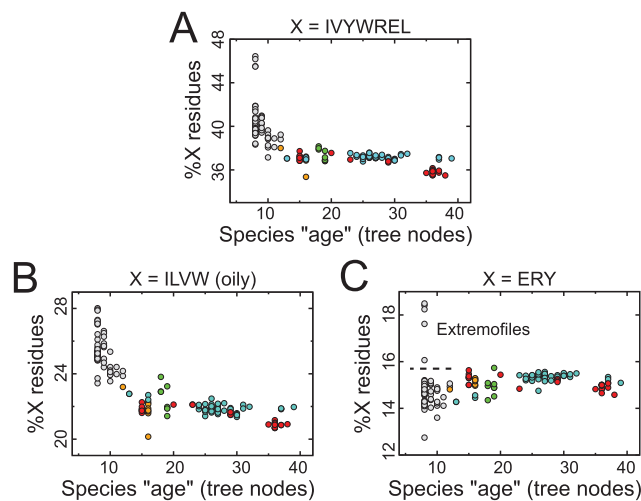 A
X = IVYWREL
%X residues
48
44
40
36
10 20 30 40
Species "age" (tree nodes)
B
X = ILVW (oily)
%X residues
28
24
20
10 20 30 40
Species "age" (tree nodes)
C
X = ERY
%X residues
18
16
14
12
Extremofiles
10 20 30 40
Species "age" (tree nodes)